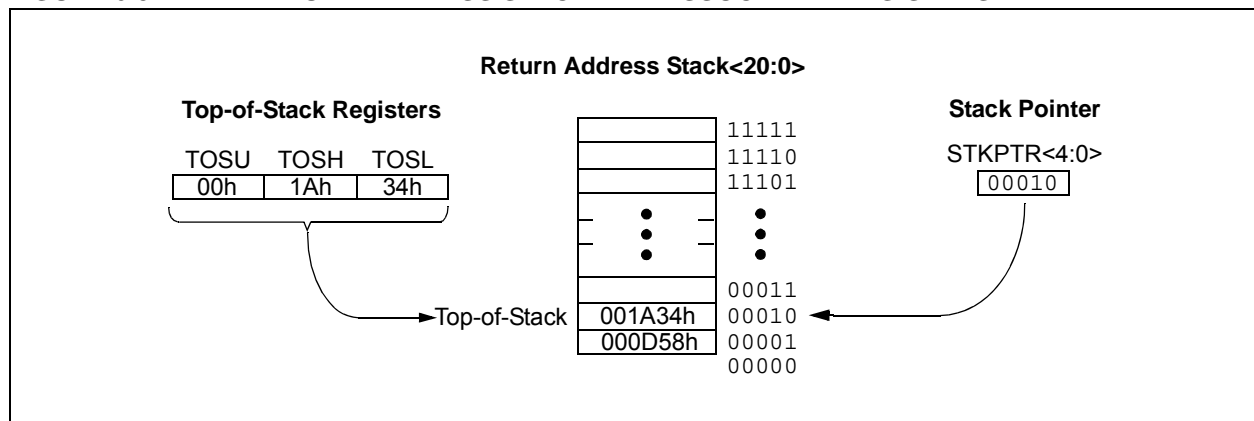 Return Address Stack<20:0>
Top-of-Stack Registers
TOSU TOSH TOSL
00h 1Ah 34h
Stack Pointer
STKPTR<4:0>
00010
11111
11110
11101
00011
Top-of-Stack 001A34h 00010
000D58h 00001
00000